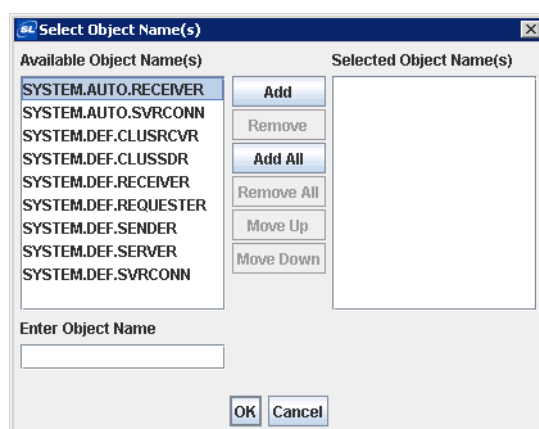 SL Select Object Name(s)
Available Object Name(s)
Selected Object Name(s)
SYSTEM.AUTO.RECEIVER
SYSTEM.AUTO.SVRCONN
SYSTEM.DEF.CLUSRCVR
SYSTEM.DEF.CLUSSDR
SYSTEM.DEF.RECEIVER
SYSTEM.DEF.REQUESTER
SYSTEM.DEF.SENDER
SYSTEM.DEF.SERVER
SYSTEM.DEF.SVRCONN
Add
Remove
Add All
Remove All
Move Up
Move Down
Enter Object Name
OK
Cancel